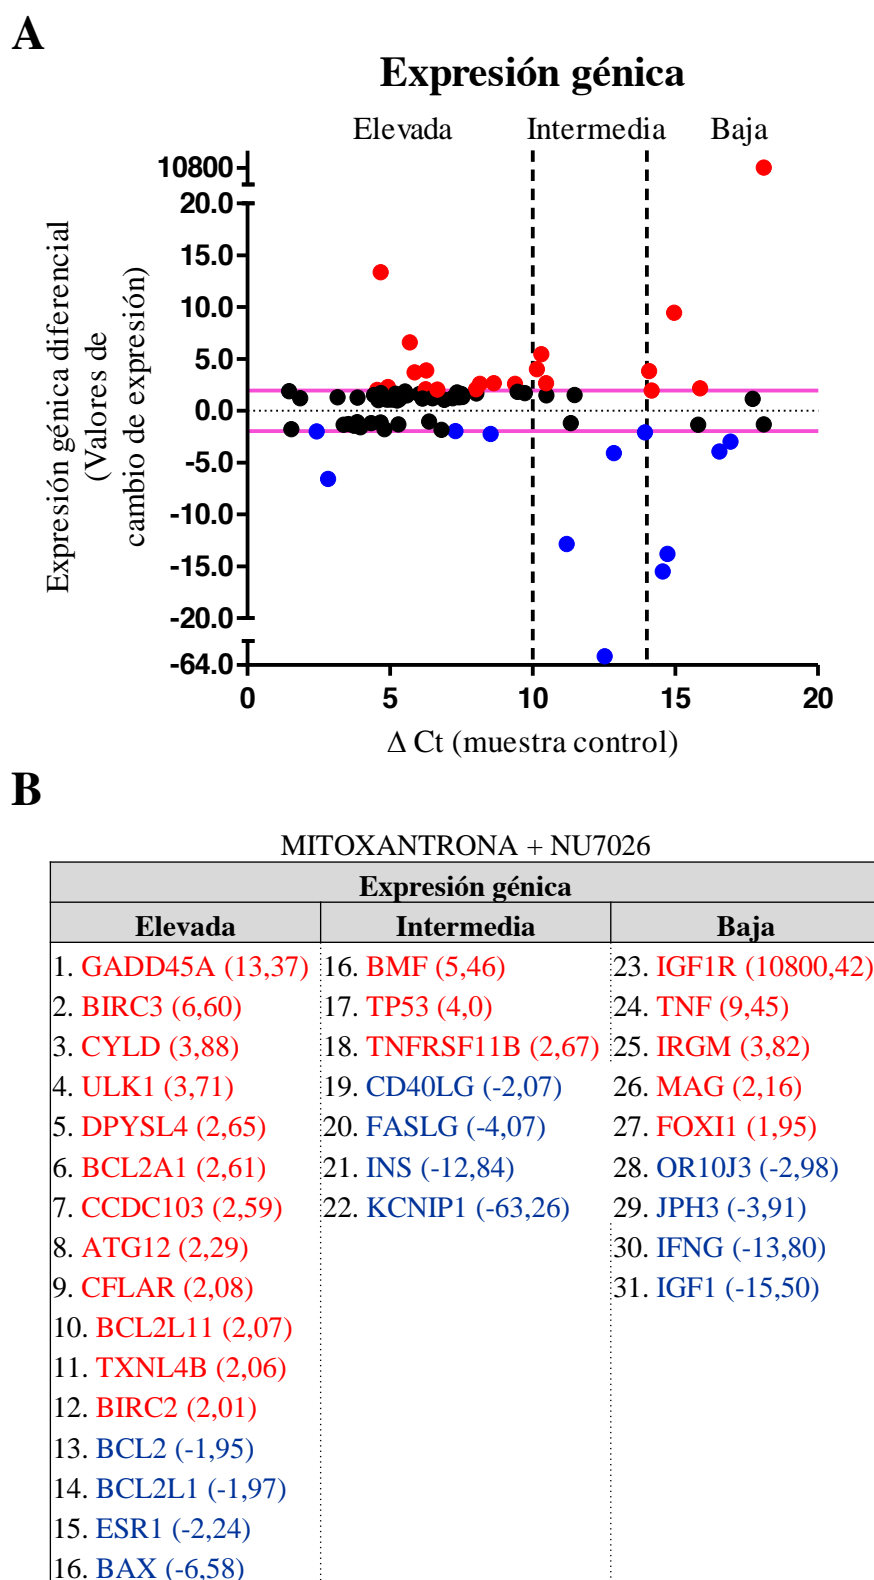 A
Expresión génica
Elevada Intermedia Baja
10800
20.0
15.0
10.0
5.0
0.0
-5.0
-10.0
-15.0
-20.0
-64.0
Expresión génica diferencial
(Valores de
cambio de expresión)
0 5 10 15 20
Δ Ct (muestra control)
B
MITOXANTRONA + NU7026
Expresión génica
Elevada Intermedia Baja
1. GADD45A (13,37) 16. BMF (5,46) 23. IGF1R (10800,42)
2. BIRC3 (6,60) 17. TP53 (4,0) 24. TNF (9,45)
3. CYLD (3,88) 18. TNFRSF11B (2,67) 25. IRGM (3,82)
4. ULK1 (3,71) 19. CD40LG (-2,07) 26. MAG (2,16)
5. DPYSL4 (2,65) 20. FASLG (-4,07) 27. FOXI1 (1,95)
6. BCL2A1 (2,61) 21. INS (-12,84) 28. OR10J3 (-2,98)
7. CCDC103 (2,59) 22. KCNIP1 (-63,26) 29. JPH3 (-3,91)
8. ATG12 (2,29) 30. IFNG (-13,80)
9. CFLAR (2,08) 31. IGF1 (-15,50)
10. BCL2L11 (2,07)
11. TXNL4B (2,06)
12. BIRC2 (2,01)
13. BCL2 (-1,95)
14. BCL2L1 (-1,97)
15. ESR1 (-2,24)
16. BAX (-6,58)